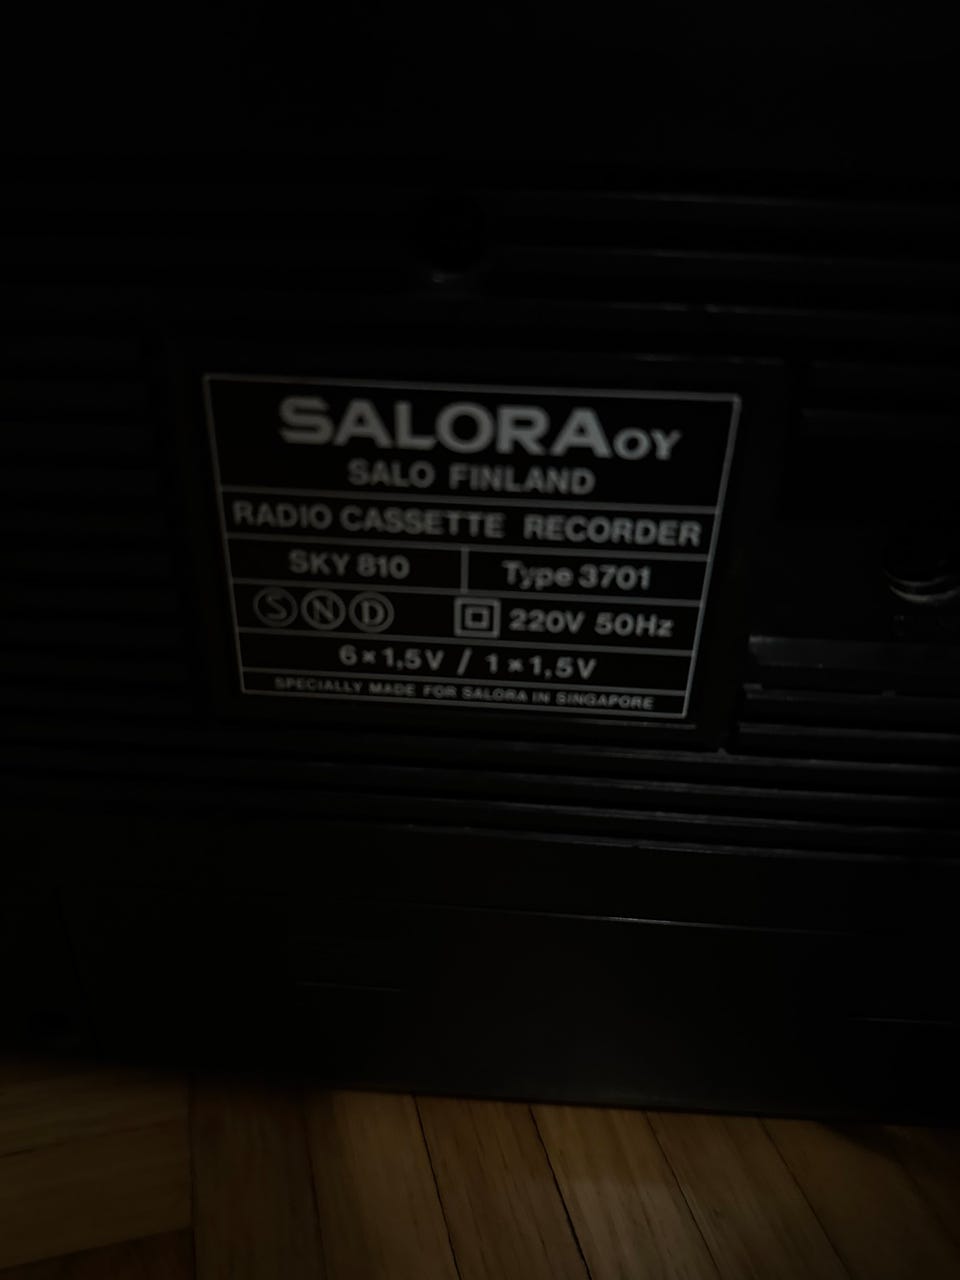 SALORA OY
SALO FINLAND
RADIO CASSETTE RECORDER
SKY 810 Type 3701
S N D 220V 50Hz
6×1,5V / 1×1,5V
SPECIALLY MADE FOR SALORA IN SINGAPORE